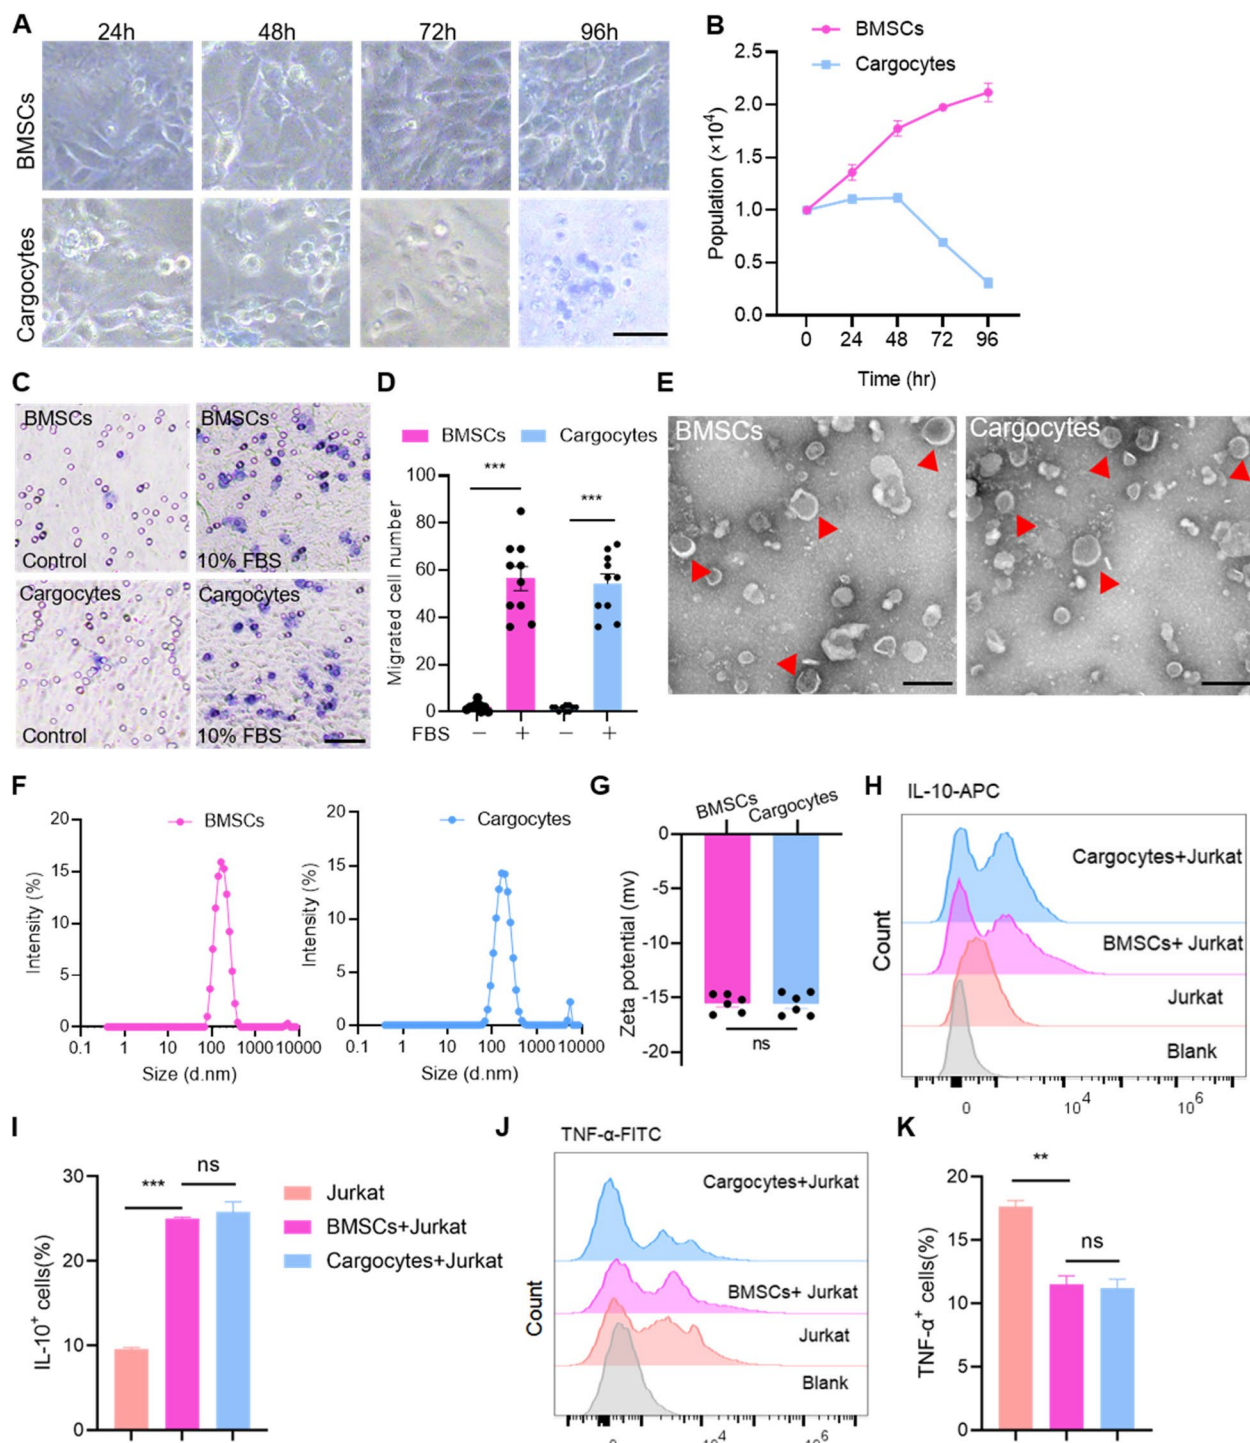 A
24h 48h 72h 96h
BMSCs
Cargocytes
B
BMSCs
Cargocytes
Population (×10⁴)
2.5
2.0
1.5
1.0
0.5
0.0
0 24 48 72 96
Time (hr)
C
BMSCs
Control
BMSCs
10% FBS
Cargocytes
Control
Cargocytes
10% FBS
D
BMSCs Cargocytes
Migrated cell number
100
80
60
40
20
0
***
***
FBS − + − +
E
BMSCs
Cargocytes
F
BMSCs
Intensity (%)
20
15
10
5
0
0.1 1 10 100 1000 10000
Size (d.nm)
Cargocytes
Intensity (%)
20
15
10
5
0
0.1 1 10 100 1000 10000
Size (d.nm)
G
BMSCs Cargocytes
Zeta potential (mv)
0
-5
-10
-15
-20
ns
H
IL-10-APC
Count
Cargocytes+Jurkat
BMSCs+ Jurkat
Jurkat
Blank
0 10⁴ 10⁶
I
IL-10⁺ cells(%)
30
20
10
0
***
ns
Jurkat
BMSCs+Jurkat
Cargocytes+Jurkat
J
TNF-α-FITC
Count
Cargocytes+Jurkat
BMSCs+ Jurkat
Jurkat
Blank
0 10⁴ 10⁶
K
TNF-α⁺ cells(%)
20
15
10
5
0
**
ns